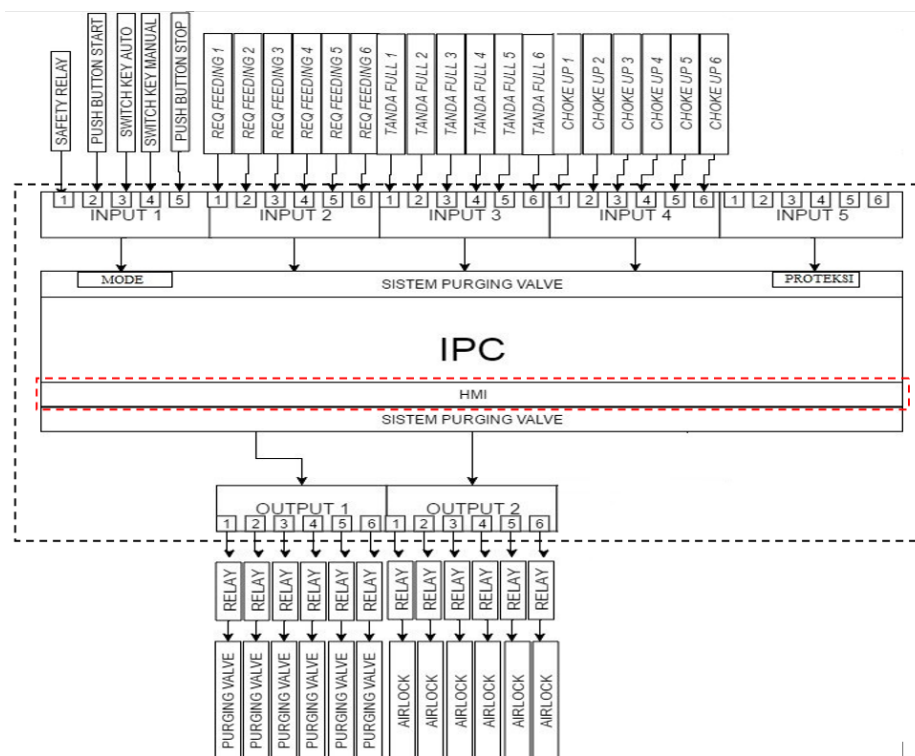 SAFETY RELAY
PUSH BUTTON START
SWITCH KEY AUTO
SWITCH KEY MANUAL
PUSH BUTTON STOP
REQ FEEDING 1
REQ FEEDING 2
REQ FEEDING 3
REQ FEEDING 4
REQ FEEDING 5
REQ FEEDING 6
TANDA FULL 1
TANDA FULL 2
TANDA FULL 3
TANDA FULL 4
TANDA FULL 5
TANDA FULL 6
CHOKE UP 1
CHOKE UP 2
CHOKE UP 3
CHOKE UP 4
CHOKE UP 5
CHOKE UP 6
1 2 3 4 5
INPUT 1
1 2 3 4 5 6
INPUT 2
1 2 3 4 5 6
INPUT 3
1 2 3 4 5 6
INPUT 4
1 2 3 4 5 6
INPUT 5
MODE
SISTEM PURGING VALVE
PROTEKSI
IPC
HMI
SISTEM PURGING VALVE
OUTPUT 1
1 2 3 4 5 6
OUTPUT 2
1 2 3 4 5 6
RELAY
RELAY
RELAY
RELAY
RELAY
RELAY
RELAY
RELAY
RELAY
RELAY
RELAY
RELAY
PURGING VALVE
PURGING VALVE
PURGING VALVE
PURGING VALVE
PURGING VALVE
PURGING VALVE
AIRLOCK
AIRLOCK
AIRLOCK
AIRLOCK
AIRLOCK
AIRLOCK